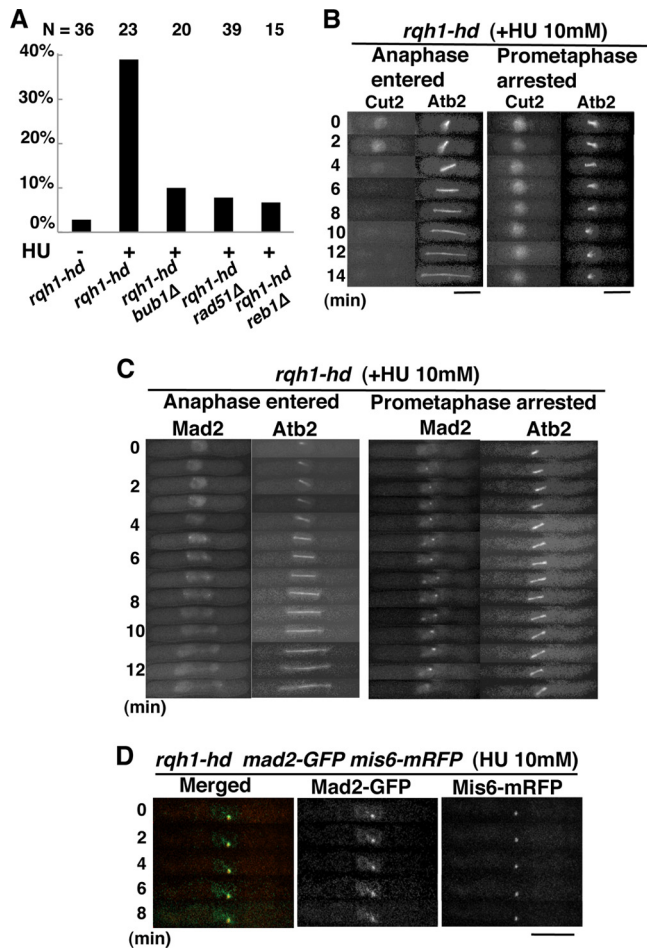 A
N = 36 23 20 39 15
40%
30%
20%
10%
0%
HU - + + + +
rqh1-hd
rqh1-hd
rqh1-hd bub1Δ
rqh1-hd rad51Δ
rqh1-hd reb1Δ
B
rqh1-hd (+HU 10mM)
Anaphase entered
Prometaphase arrested
Cut2 Atb2 Cut2 Atb2
0
2
4
6
8
10
12
14
(min)
C
rqh1-hd (+HU 10mM)
Anaphase entered Prometaphase arrested
Mad2 Atb2 Mad2 Atb2
0
2
4
6
8
10
12
(min)
D
rqh1-hd mad2-GFP mis6-mRFP (HU 10mM)
Merged Mad2-GFP Mis6-mRFP
0
2
4
6
8
(min)